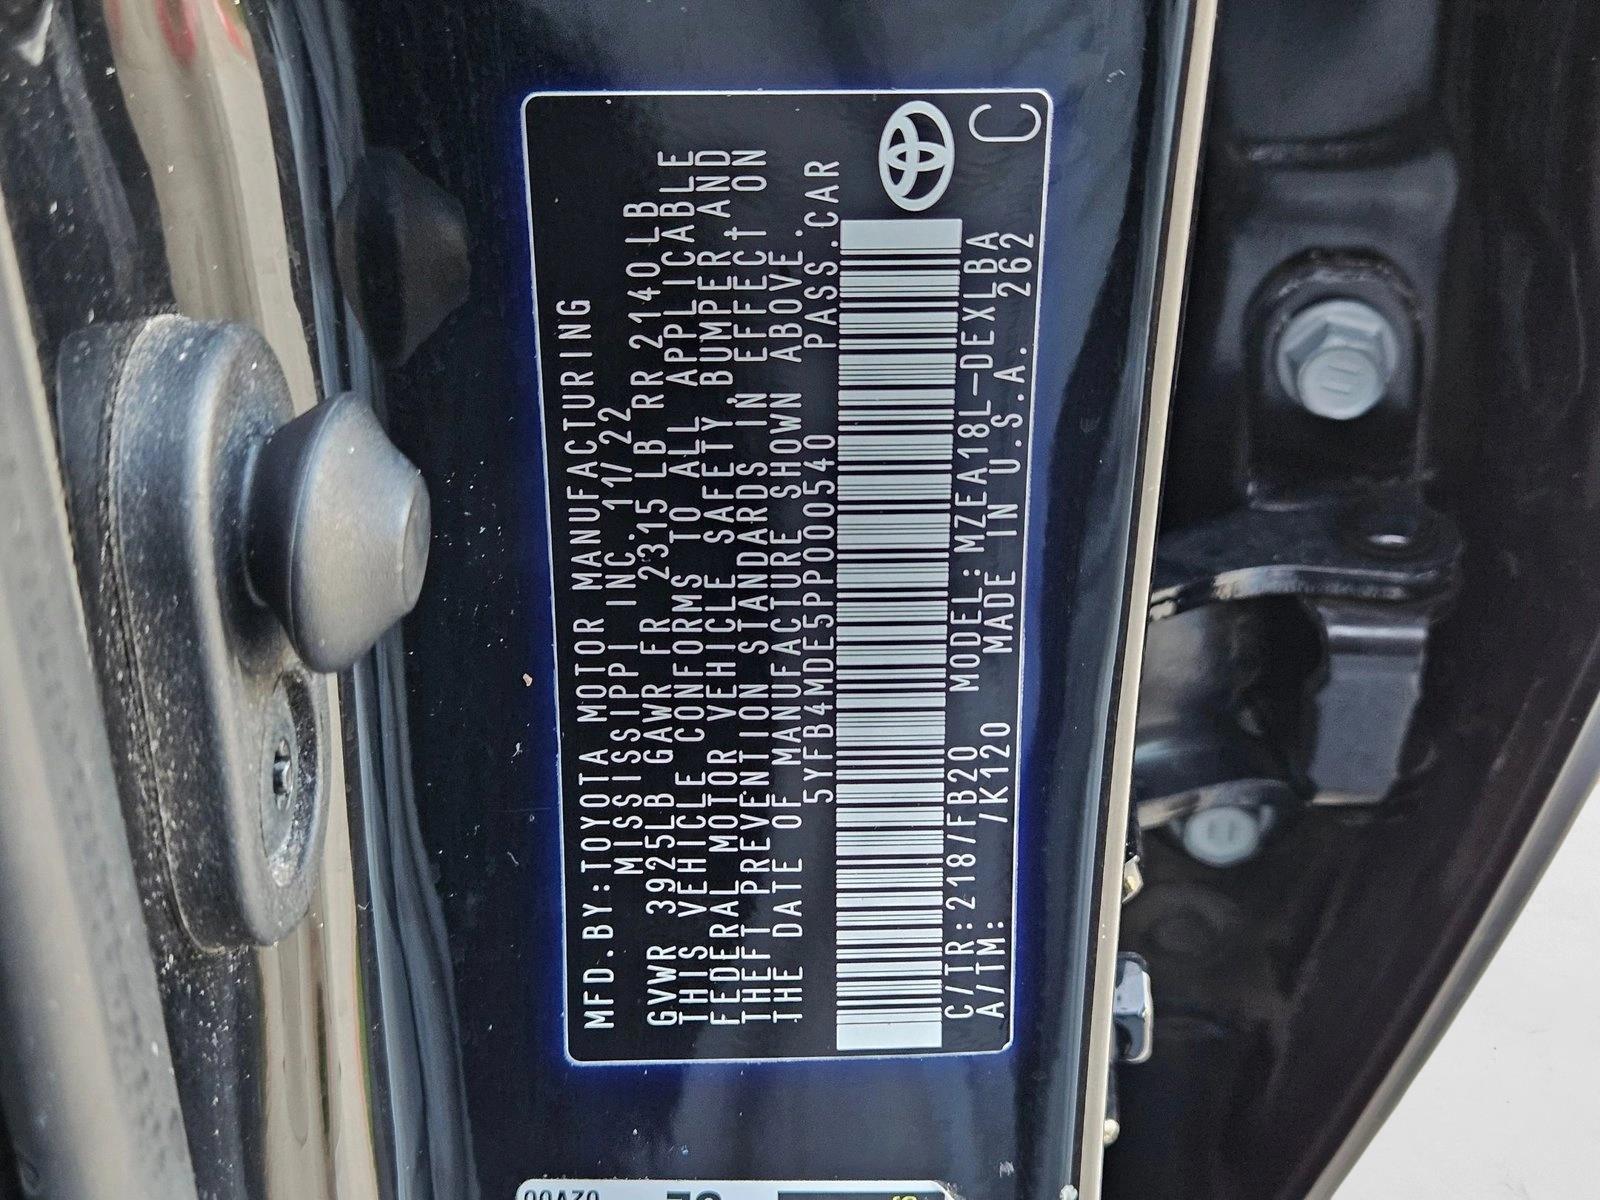 MFD.BY:TOYOTA MOTOR MANUFACTURING
MISSISSIPPI INC.11/22
GVWR 3925LB GAWR FR 2315 LB RR 2140LB
THIS VEHICLE CONFORMS TO ALL APPLICABLE
FEDERAL MOTOR VEHICLE SAFETY, BUMPER AND
THEFT PREVENTION STANDARDS IN EFFECT ON
THE DATE OF MANUFACTURE SHOWN ABOVE.
5YFB4MDE5PP000540 PASS.CAR
C/TR:218/FB20 MODEL:MZEA18L-DEXLBA
A/TM: /K120 MADE IN U.S.A. 262
C